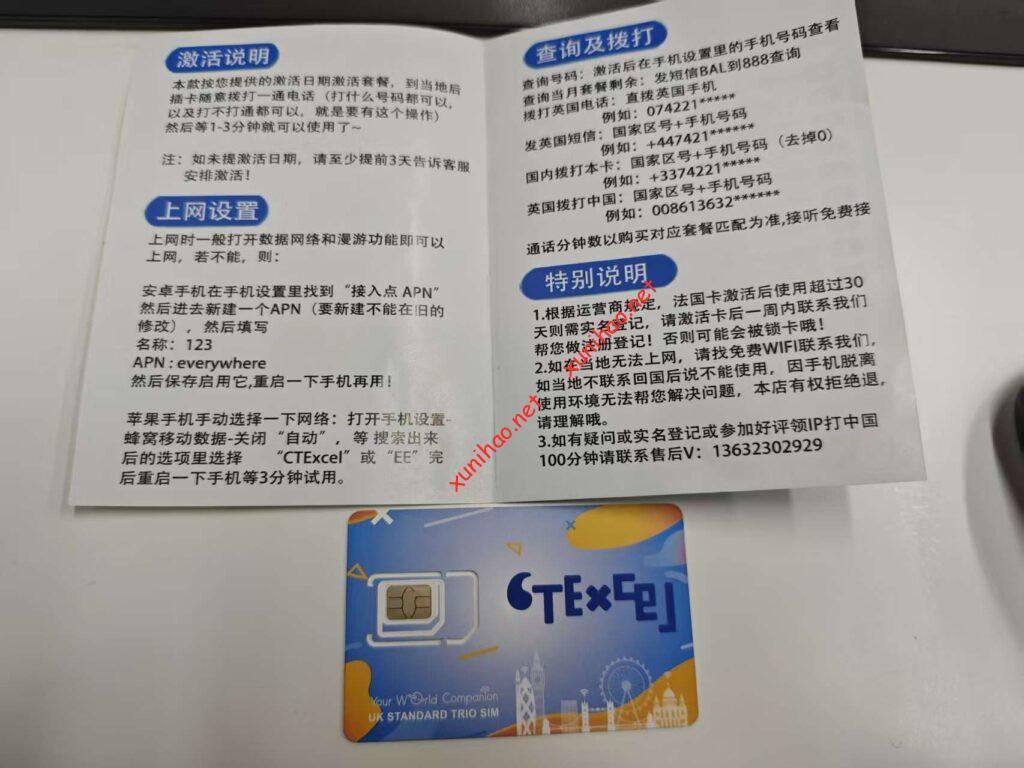 激活说明
本款按您提供的激活日期激活套餐，到当地后
插卡随意拨打一通电话（打什么号码都可以，
以及打不打通都可以，就是要有这个操作）
然后等1-3分钟就可以使用了~
注：如未提激活日期，请至少提前3天告诉客服
安排激活！
上网设置
上网时一般打开数据网络和漫游功能即可以
上网，若不能，则：
安卓手机在手机设置里找到“接入点 APN”
然后进去新建一个APN（要新建不能在旧的
修改），然后填写
名称：123
APN : everywhere
然后保存启用它,重启一下手机再用！
苹果手机手动选择一下网络：打开手机设置-
蜂窝移动数据-关闭“自动”，等 搜索出来
后的选项里选择 “CTExcel”或“EE”完
后重启一下手机等3分钟试用。
查询及拨打
查询号码：激活后在手机设置里的手机号码查看
查询当月套餐剩余：发短信BAL到888查询
拨打英国电话：直拨英国手机
例如：074221*****
发英国短信：国家区号+手机号码
例如：+447421******
国内拨打本卡：国家区号+手机号码（去掉0）
例如：+3374221*****
英国拨打中国：国家区号+手机号码
例如：008613632******
通话分钟数以购买对应套餐匹配为准,接听免费接
特别说明
1.根据运营商规定，法国卡激活后使用超过30
天则需实名登记，请激活卡后一周内联系我们
帮您做注册登记！否则可能会被锁卡哦！
2.如在当地无法上网，请找免费WIFI联系我们，
如当地不联系回国后说不能使用，因手机脱离
使用环境无法帮您解决问题，本店有权拒绝退，
请理解哦。
3.如有疑问或实名登记或参加好评领IP打中国
100分钟请联系售后V：13632302929
xunihao.net xunihao.net
CTExcel
Your World Companion
UK STANDARD TRIO SIM